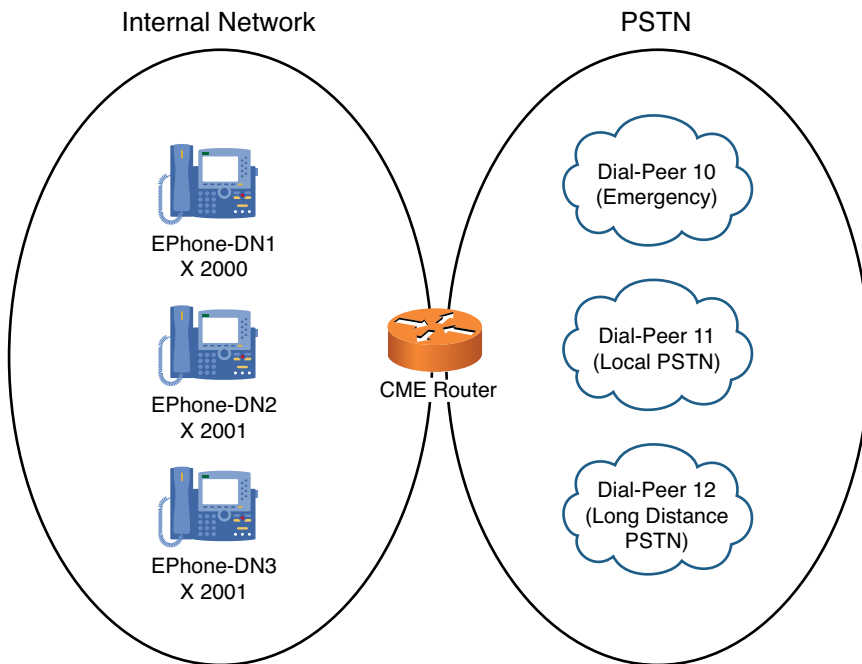 Internal Network
PSTN
EPhone-DN1
X 2000
EPhone-DN2
X 2001
EPhone-DN3
X 2001
CME Router
Dial-Peer 10
(Emergency)
Dial-Peer 11
(Local PSTN)
Dial-Peer 12
(Long Distance
PSTN)